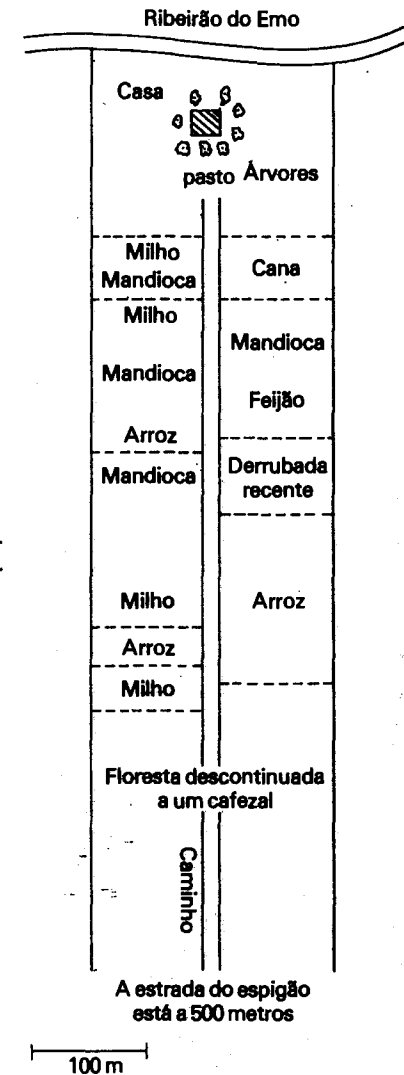 Ribeirão do Emo
Casa
pasto Árvores
Milho
Mandioca
Cana
Milho
Mandioca
Mandioca
Feijão
Arroz
Mandioca
Derrubada
recente
Milho
Arroz
Arroz
Milho
Floresta descontinuada
a um cafezal
Caminho
A estrada do espigão
está a 500 metros
100 m